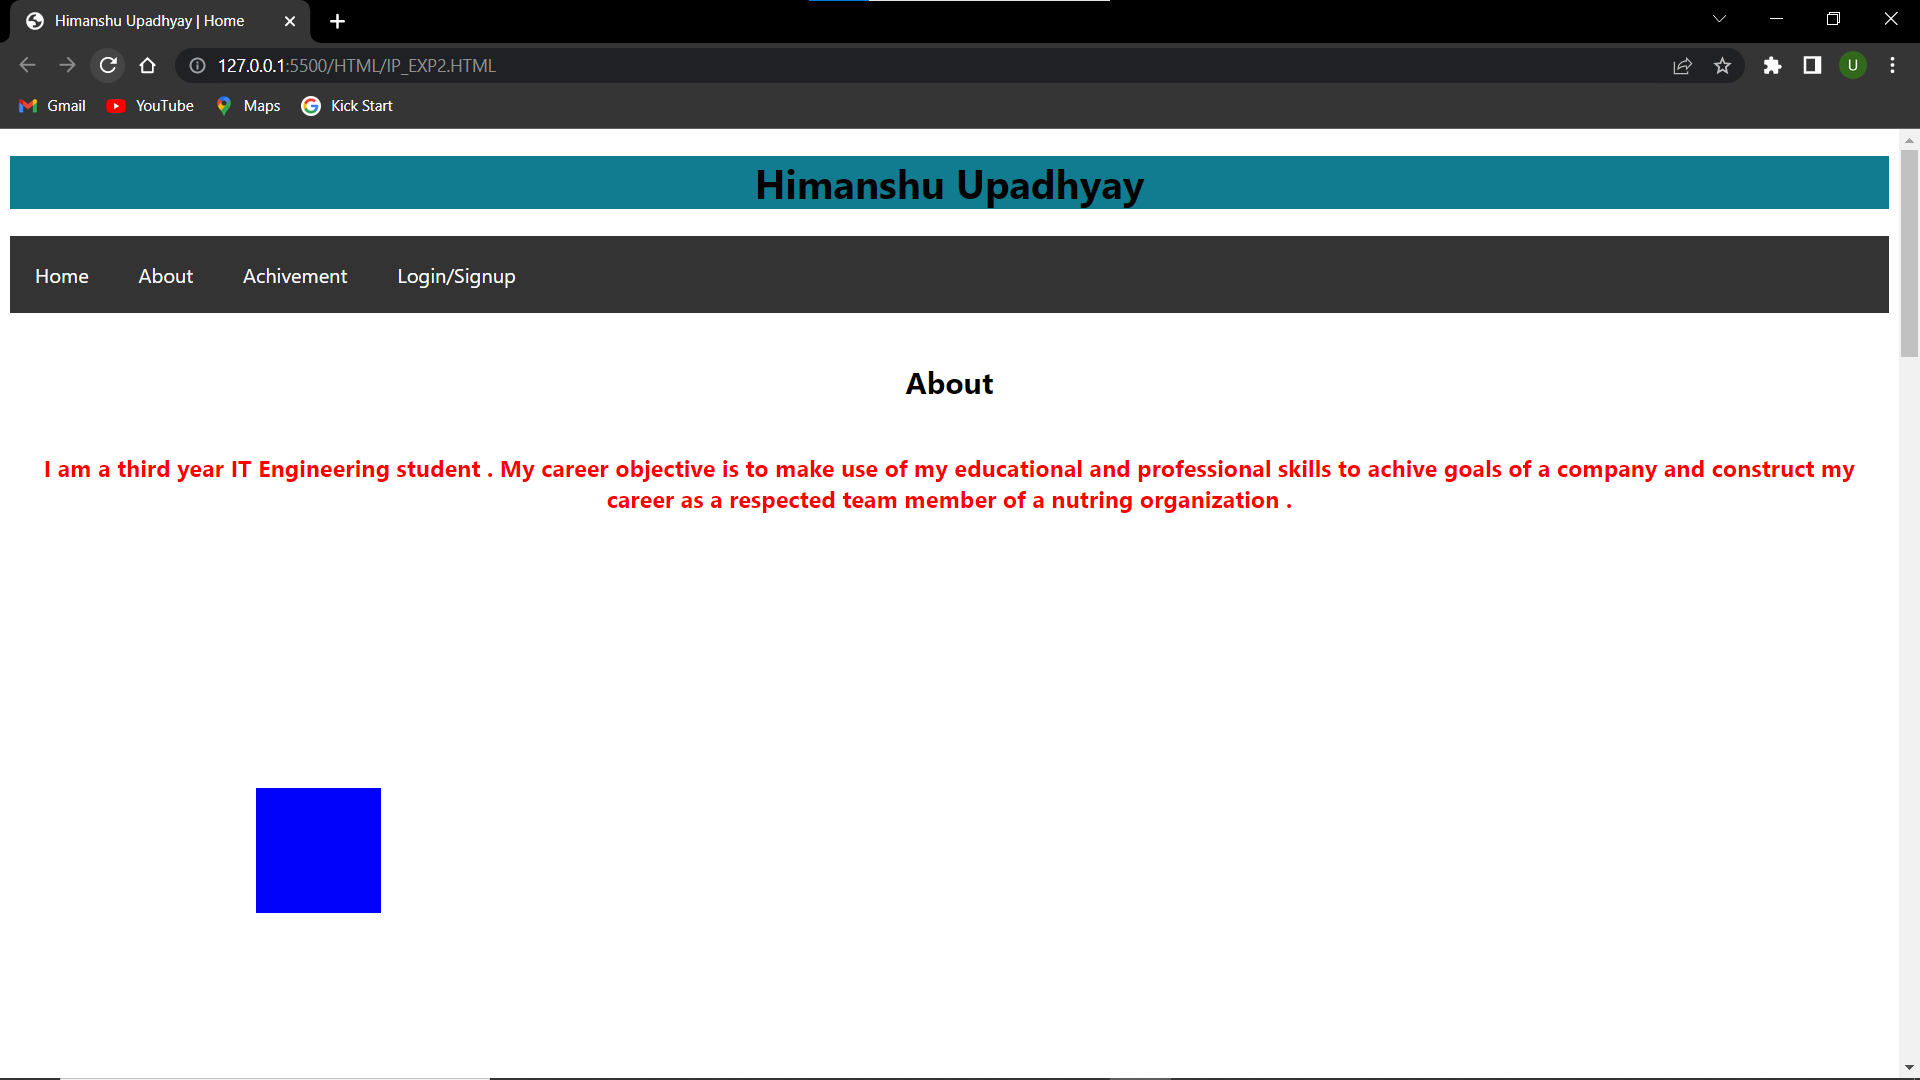 Himanshu Upadhyay | Home
127.0.0.1:5500/HTML/IP_EXP2.HTML
U
Gmail YouTube Maps Kick Start
Himanshu Upadhyay
Home About Achivement Login/Signup
About
I am a third year IT Engineering student . My career objective is to make use of my educational and professional skills to achive goals of a company and construct my
career as a respected team member of a nutring organization .